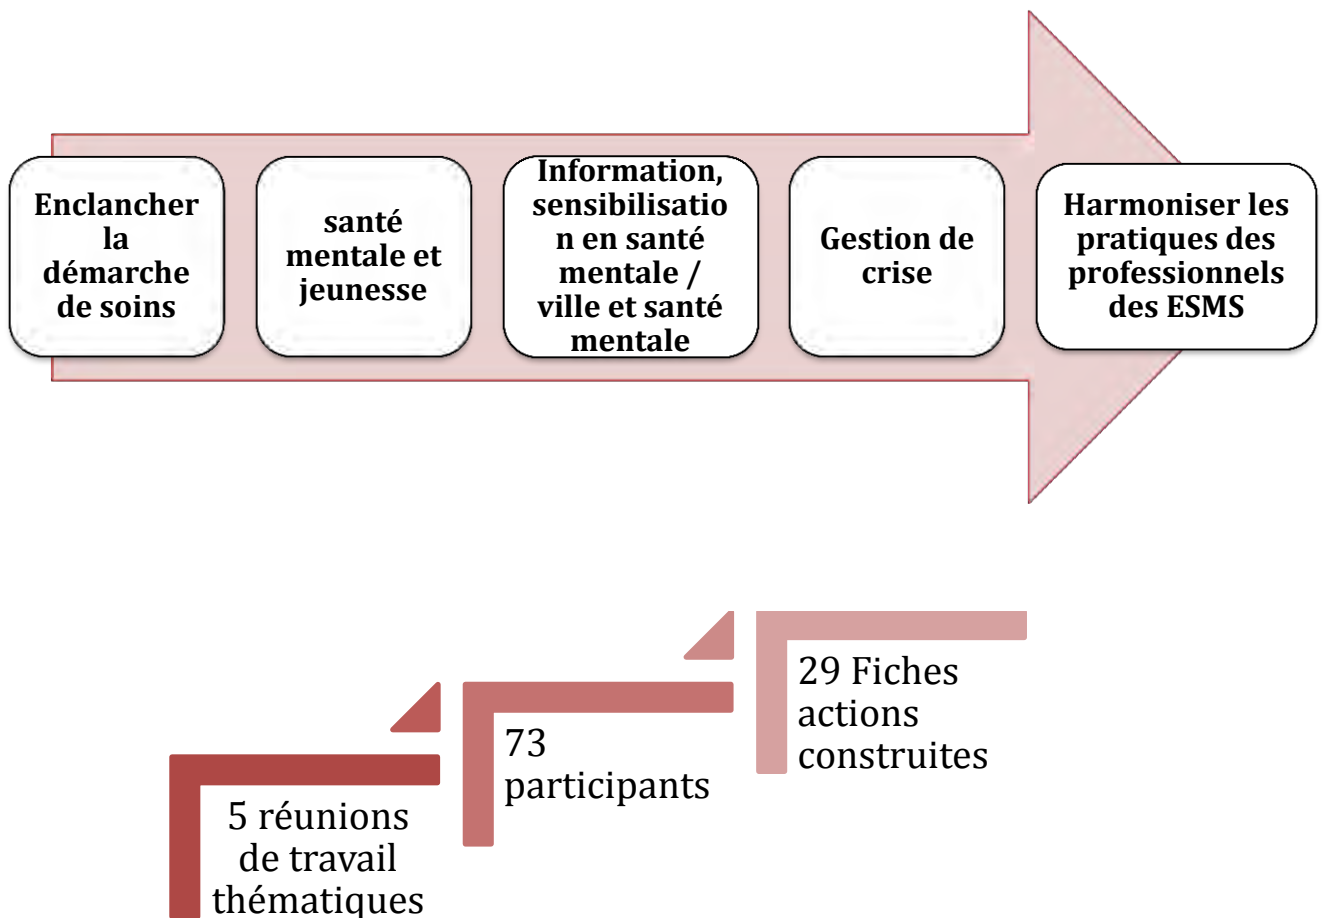 Enclancher
la
démarche
de soins
santé
mentale et
jeunesse
Information,
sensibilisatio
n en santé
mentale /
ville et santé
mentale
Gestion de
crise
Harmoniser les
pratiques des
professionnels
des ESMS
5 réunions
de travail
thématiques
73
participants
29 Fiches
actions
construites